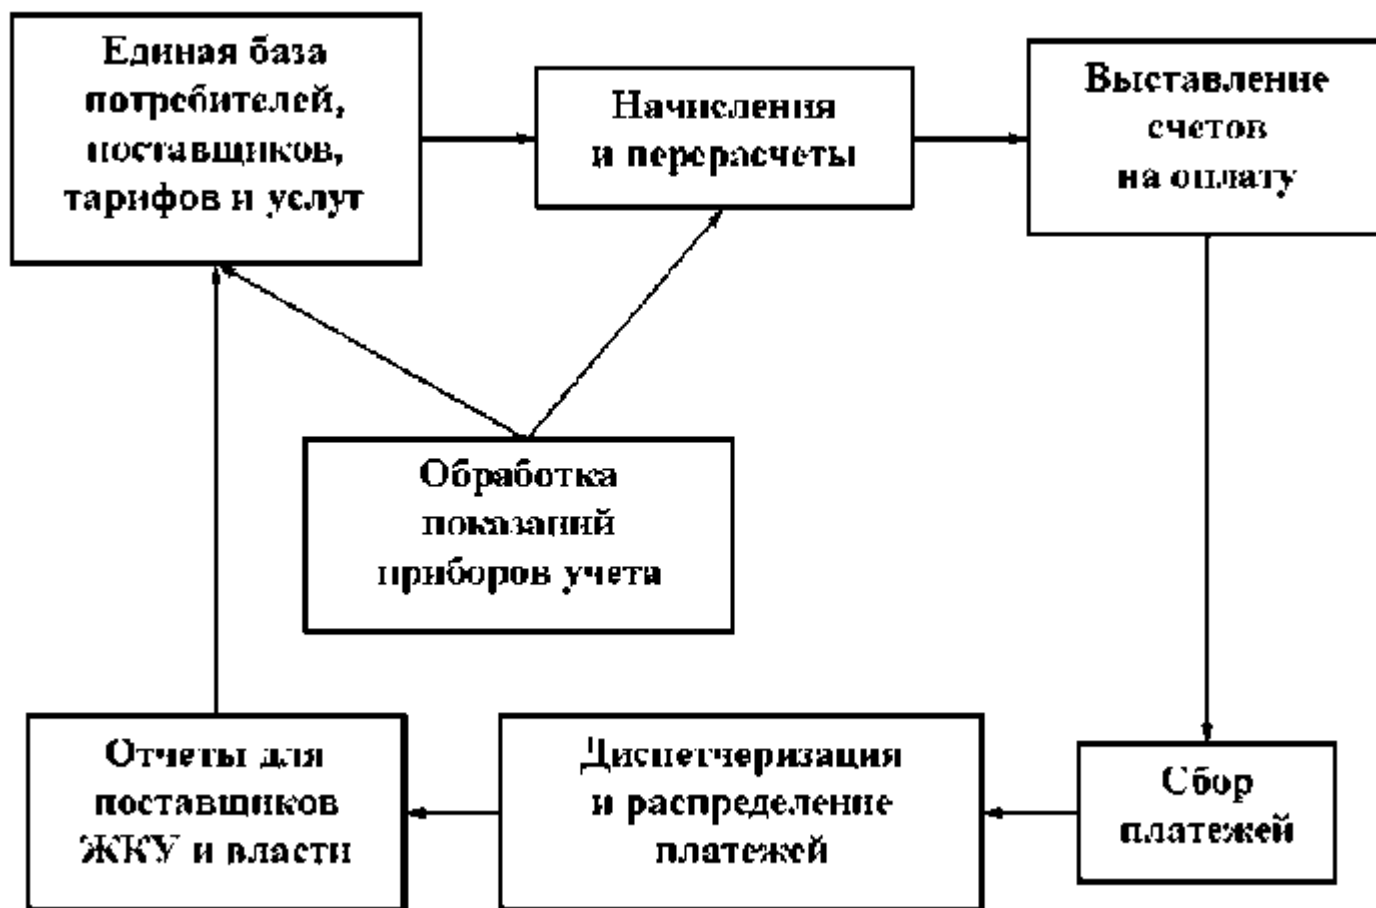 Единая база
потребителей,
поставщиков,
тарифов и услуг
Начисления
и перерасчеты
Выставление
счетов
на оплату
Обработка
показаний
приборов учета
Отчеты для
поставщиков
ЖКУ и власти
Диспетчеризация
и распределение
платежей
Сбор
платежей